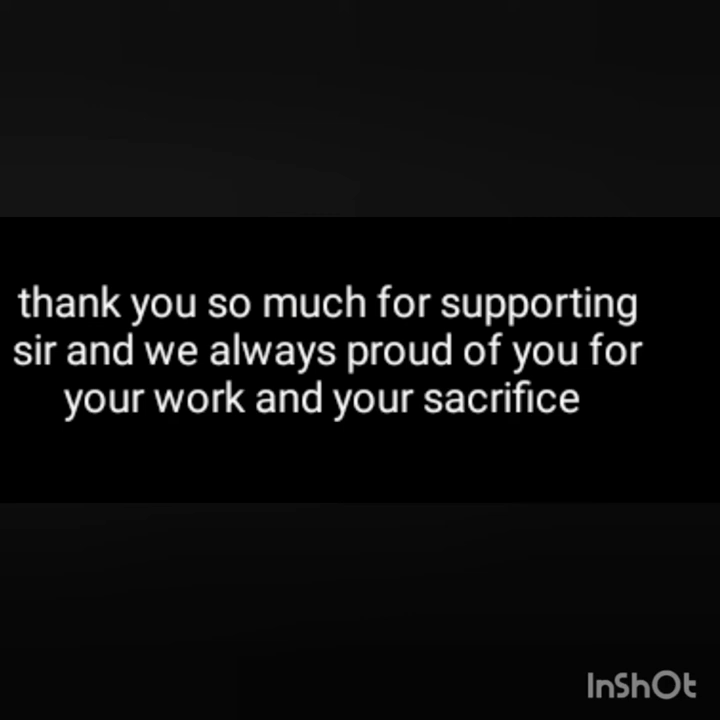 thank you so much for supporting
sir and we always proud of you for
your work and your sacrifice
InShOt